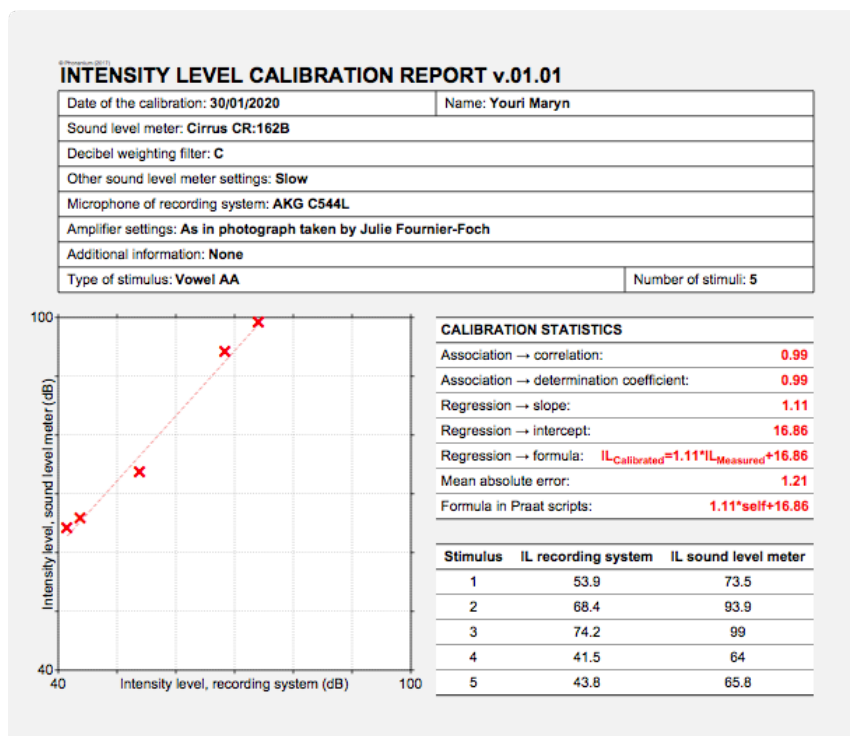 © Phonanium (2017)
INTENSITY LEVEL CALIBRATION REPORT v.01.01
Date of the calibration: 30/01/2020 Name: Youri Maryn
Sound level meter: Cirrus CR:162B
Decibel weighting filter: C
Other sound level meter settings: Slow
Microphone of recording system: AKG C544L
Amplifier settings: As in photograph taken by Julie Fournier-Foch
Additional information: None
Type of stimulus: Vowel AA Number of stimuli: 5
100
Intensity level, sound level meter (dB)
40
40 Intensity level, recording system (dB) 100
CALIBRATION STATISTICS
Association → correlation: 0.99
Association → determination coefficient: 0.99
Regression → slope: 1.11
Regression → intercept: 16.86
Regression → formula: ILCalibrated=1.11*ILMeasured+16.86
Mean absolute error: 1.21
Formula in Praat scripts: 1.11*self+16.86
Stimulus IL recording system IL sound level meter
1 53.9 73.5
2 68.4 93.9
3 74.2 99
4 41.5 64
5 43.8 65.8